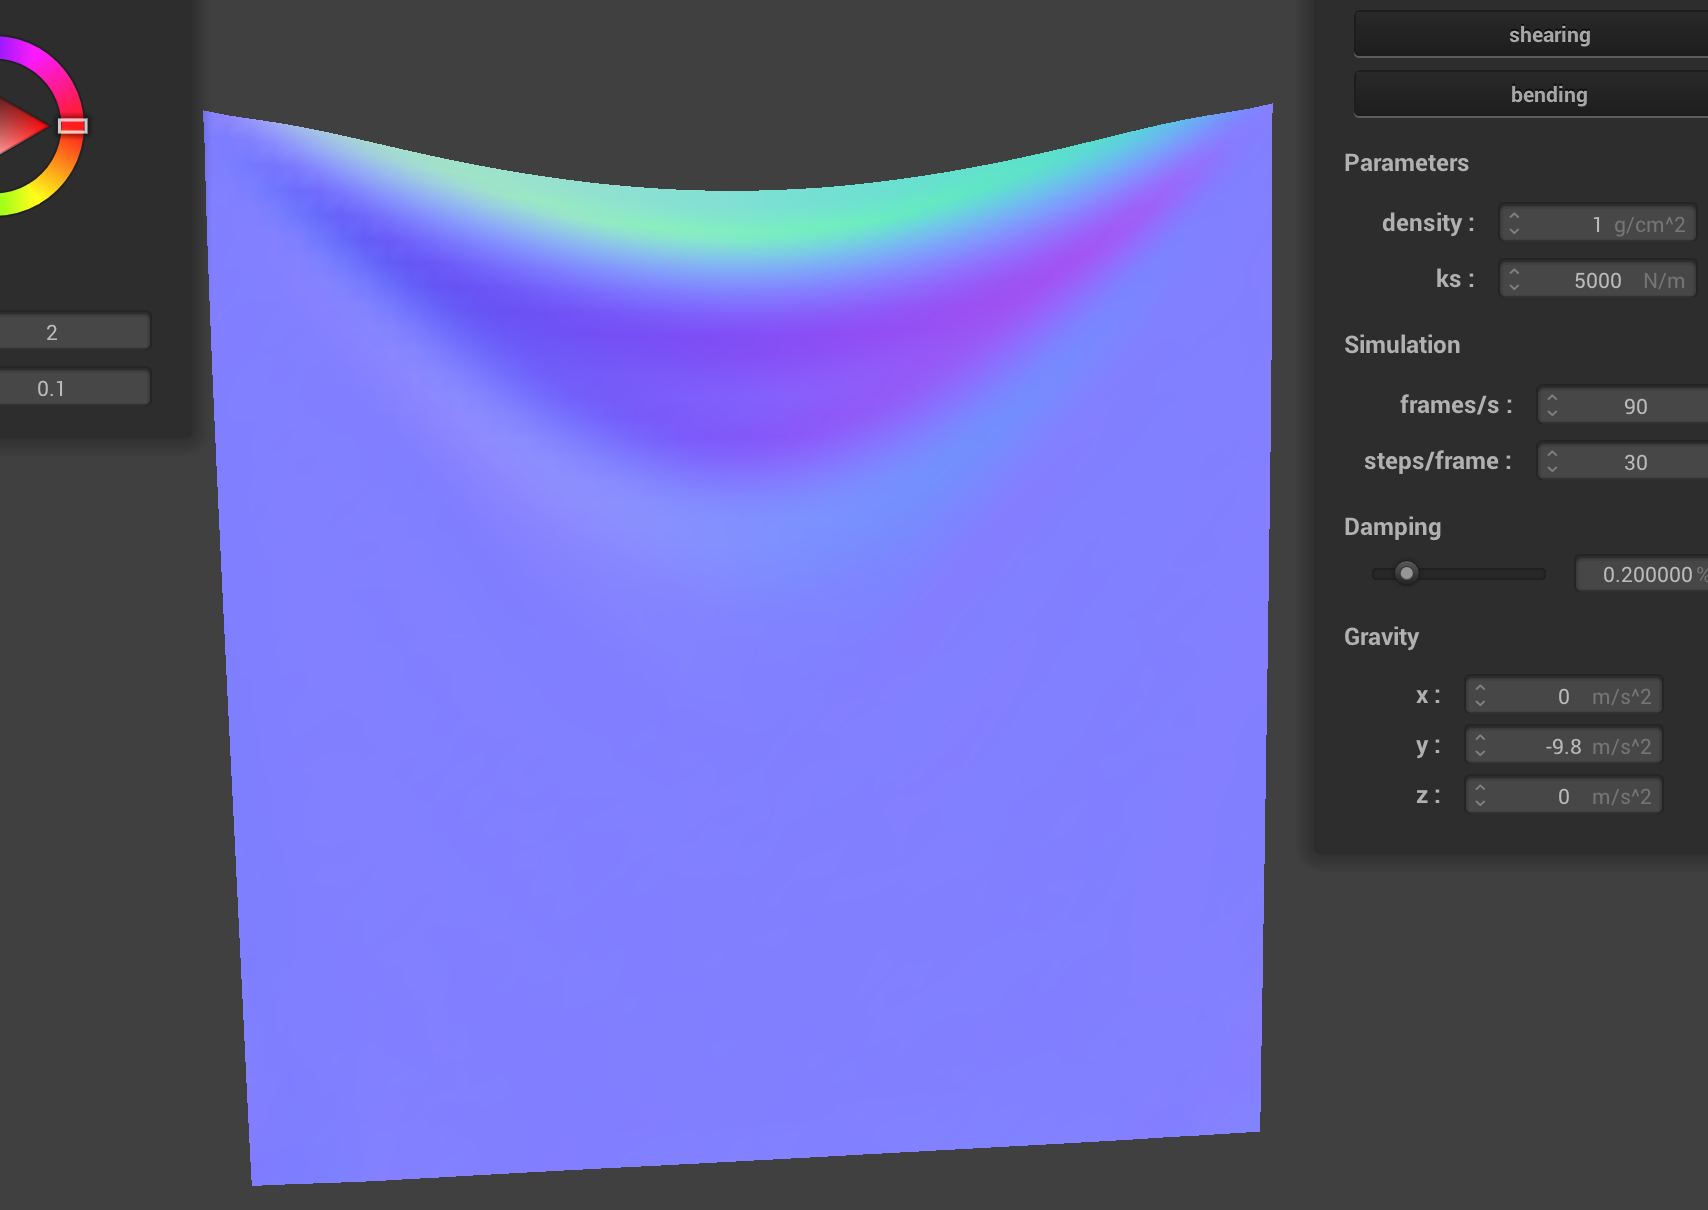 2
0.1
shearing
bending
Parameters
density : 1 g/cm^2
ks : 5000 N/m
Simulation
frames/s : 90
steps/frame : 30
Damping
0.200000 %
Gravity
x : 0 m/s^2
y : -9.8 m/s^2
z : 0 m/s^2